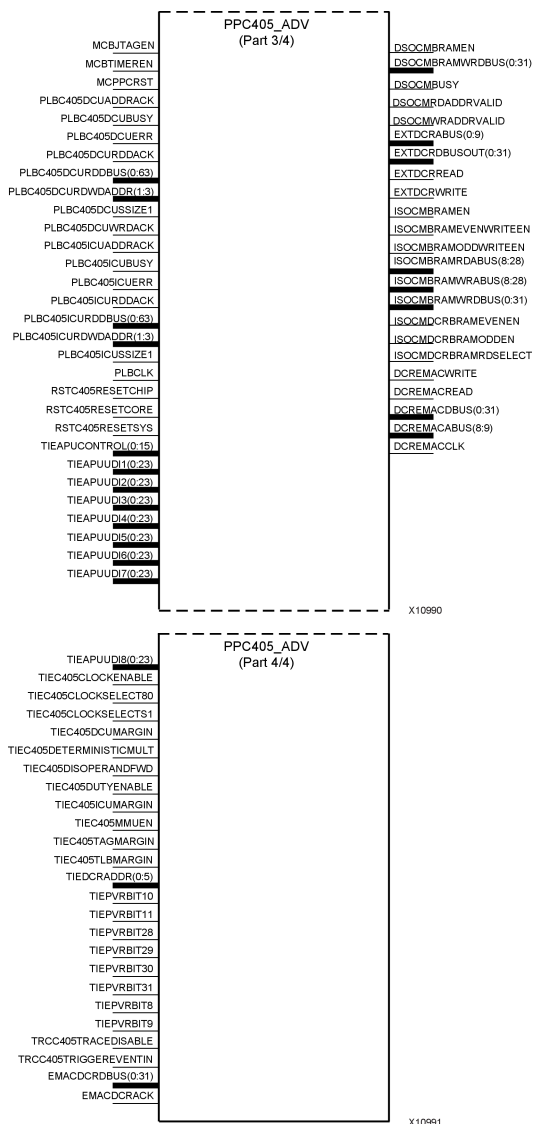 PPC405_ADV
(Part 3/4)
MCBJTAGEN
MCBTIMEREN
MCPPCRST
PLBC405DCUADDRACK
PLBC405DCUBUSY
PLBC405DCUERR
PLBC405DCURDDACK
PLBC405DCURDDBUS(0:63)
PLBC405DCURDWDADDR(1:3)
PLBC405DCUSSIZE1
PLBC405DCUWRDACK
PLBC405ICUADDRACK
PLBC405ICUBUSY
PLBC405ICUERR
PLBC405ICURDDACK
PLBC405ICURDDBUS(0:63)
PLBC405ICURDWDADDR(1:3)
PLBC405ICUSSIZE1
PLBCLK
RSTC405RESETCHIP
RSTC405RESETCORE
RSTC405RESETSYS
TIEAPUCONTROL(0:15)
TIEAPUUDI1(0:23)
TIEAPUUDI2(0:23)
TIEAPUUDI3(0:23)
TIEAPUUDI4(0:23)
TIEAPUUDI5(0:23)
TIEAPUUDI6(0:23)
TIEAPUUDI7(0:23)
DSOCMBRAMEN
DSOCMBRAMWRDBUS(0:31)
DSOCMBUSY
DSOCMRDADDRVALID
DSOCMWRADDRVALID
EXTDCRABUS(0:9)
EXTDCRDBUSOUT(0:31)
EXTDCRREAD
EXTDCRWRITE
ISOCMBRAMEN
ISOCMBRAMEVENWRITEEN
ISOCMBRAMODDWRITEEN
ISOCMBRAMRDABUS(8:28)
ISOCMBRAMWRABUS(8:28)
ISOCMBRAMWRDBUS(0:31)
ISOCMDCRBRAMEVENEN
ISOCMDCRBRAMODDEN
ISOCMDCRBRAMRDSELECT
DCREMACWRITE
DCREMACREAD
DCREMACDBUS(0:31)
DCREMACABUS(8:9)
DCREMACCLK
X10990
PPC405_ADV
(Part 4/4)
TIEAPUUDI8(0:23)
TIEC405CLOCKENABLE
TIEC405CLOCKSELECT80
TIEC405CLOCKSELECTS1
TIEC405DCUMARGIN
TIEC405DETERMINISTICMULT
TIEC405DISOPERANDFWD
TIEC405DUTYENABLE
TIEC405ICUMARGIN
TIEC405MMUEN
TIEC405TAGMARGIN
TIEC405TLBMARGIN
TIEDCRADDR(0:5)
TIEPVRBIT10
TIEPVRBIT11
TIEPVRBIT28
TIEPVRBIT29
TIEPVRBIT30
TIEPVRBIT31
TIEPVRBIT8
TIEPVRBIT9
TRCC405TRACEDISABLE
TRCC405TRIGGEREVENTIN
EMACDCRDBUS(0:31)
EMACDCRACK
X10991